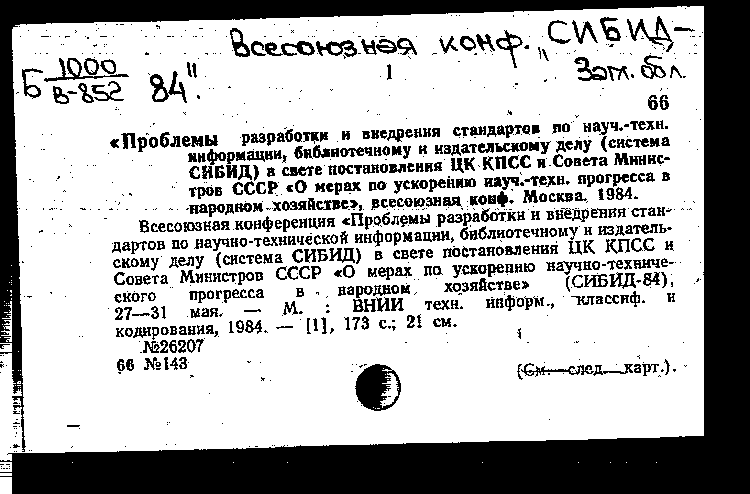 Всесоюзная конф. „СИБИД-
84".
Б 1000
В-852
Загл. бол.
1
66
«Проблемы разработки и внедрения стандартов по науч.-техн.
информации, библиотечному и издательскому делу (система
СИБИД) в свете постановления ЦК КПСС и Совета Минис-
тров СССР «О мерах по ускорению науч.-техн. прогресса в
народном хозяйстве», всесоюзная конф. Москва. 1984.
Всесоюзная конференция «Проблемы разработки и внедрения стан-
дартов по научно-технической информации, библиотечному и издатель-
скому делу (система СИБИД) в свете постановления ЦК КПСС и
Совета Министров СССР «О мерах по ускорению научно-техниче-
ского прогресса в народном хозяйстве» (СИБИД-84),
27—31 мая. — М. : ВНИИ техн. информ., классиф. и
кодирования, 1984. — [1], 173 с.; 21 см.
№26207
66 №143
(См. след. карт.).